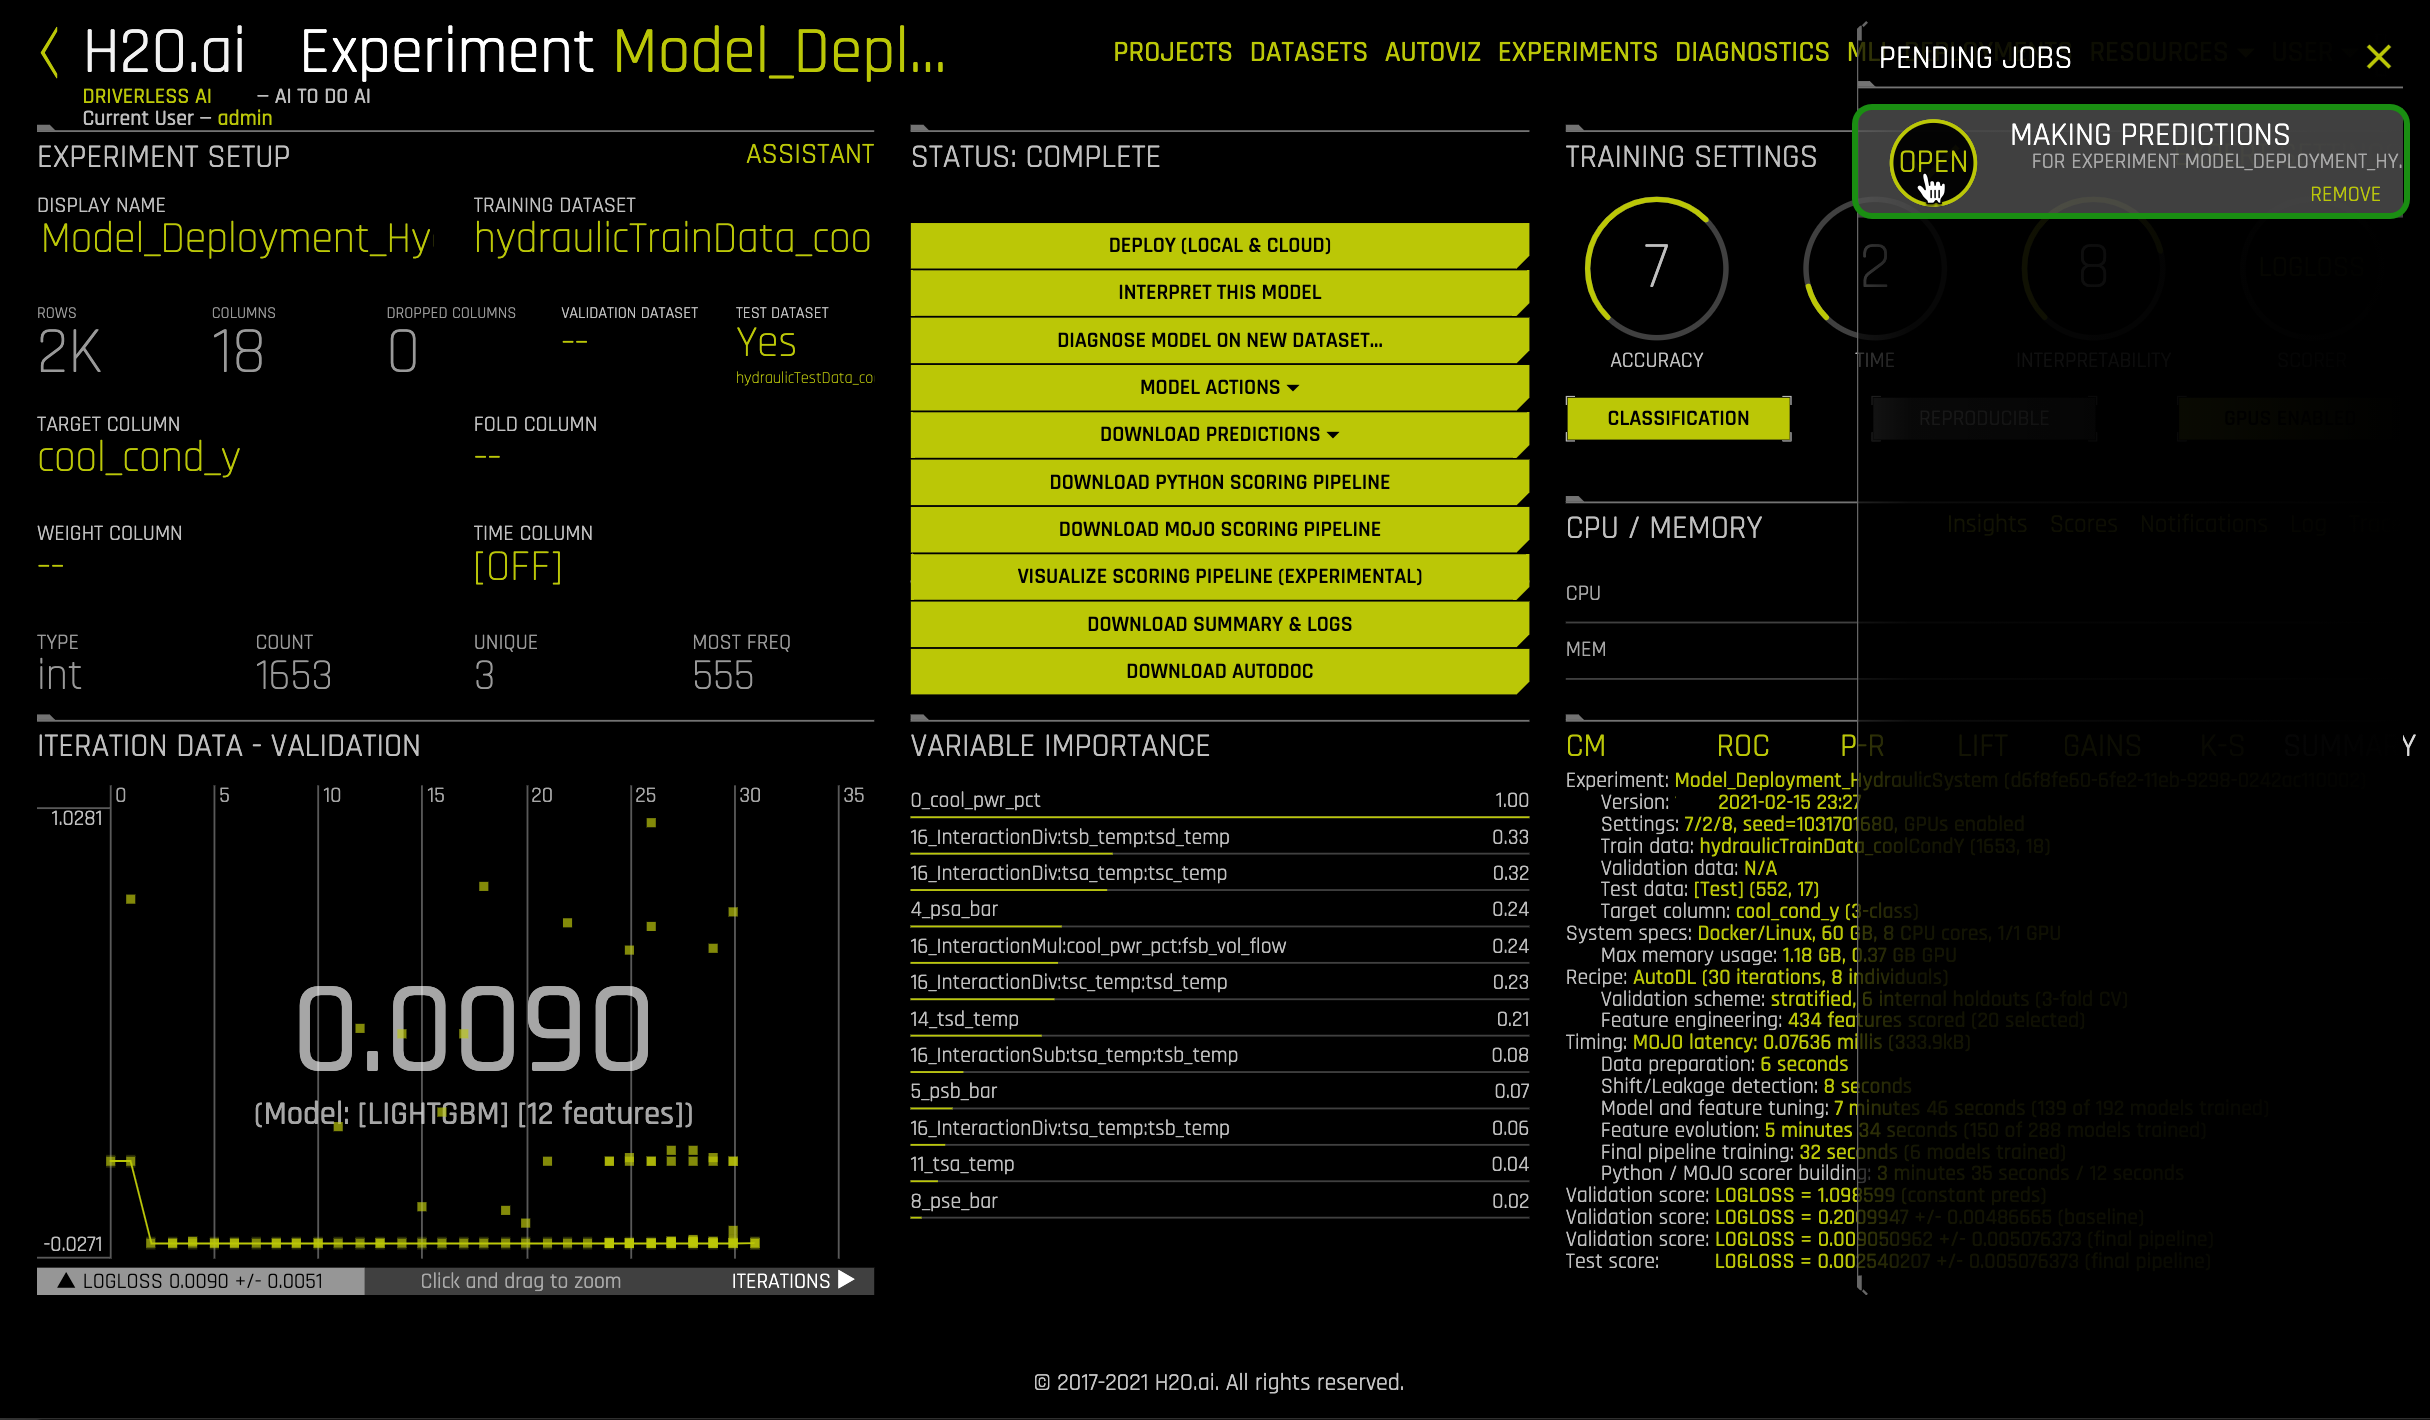 H2O.ai Experiment Model_Depl...
DRIVERLESS AI — AI TO DO AI
Current User — admin
PROJECTS DATASETS AUTOVIZ EXPERIMENTS DIAGNOSTICS RESOURCES USER
PENDING JOBS
MAKING PREDICTIONS
OPEN
FOR EXPERIMENT MODEL_DEPLOYMENT_HY.
REMOVE
EXPERIMENT SETUP ASSISTANT
DISPLAY NAME TRAINING DATASET
Model_Deployment_Hy hydraulicTrainData_coo
ROWS COLUMNS DROPPED COLUMNS VALIDATION DATASET TEST DATASET
2K 18 0 -- Yes
hydraulicTestData_co
TARGET COLUMN FOLD COLUMN
cool_cond_y --
WEIGHT COLUMN TIME COLUMN
-- [OFF]
TYPE COUNT UNIQUE MOST FREQ
int 1653 3 555
STATUS: COMPLETE
DEPLOY (LOCAL & CLOUD)
INTERPRET THIS MODEL
DIAGNOSE MODEL ON NEW DATASET...
MODEL ACTIONS
DOWNLOAD PREDICTIONS
DOWNLOAD PYTHON SCORING PIPELINE
DOWNLOAD MOJO SCORING PIPELINE
VISUALIZE SCORING PIPELINE (EXPERIMENTAL)
DOWNLOAD SUMMARY & LOGS
DOWNLOAD AUTODOC
TRAINING SETTINGS
7 2 8 LOGLOSS
ACCURACY TIME INTERPRETABILITY SCORER
CLASSIFICATION REPRODUCIBLE GPUS ENABLED
CPU / MEMORY Insights Scores Notifications
CPU
MEM
ITERATION DATA - VALIDATION
0 5 10 15 20 25 30 35
1.0281
0.0090
(Model: [LIGHTGBM] [12 features])
-0.0271
LOGLOSS 0.0090 +/- 0.0051 Click and drag to zoom ITERATIONS
VARIABLE IMPORTANCE
0_cool_pwr_pct 1.00
16_InteractionDiv:tsb_temp:tsd_temp 0.33
16_InteractionDiv:tsa_temp:tsc_temp 0.32
4_psa_bar 0.24
16_InteractionMul:cool_pwr_pct:fsb_vol_flow 0.24
16_InteractionDiv:tsc_temp:tsd_temp 0.23
14_tsd_temp 0.21
16_InteractionSub:tsa_temp:tsb_temp 0.08
5_psb_bar 0.07
16_InteractionDiv:tsa_temp:tsb_temp 0.06
11_tsa_temp 0.04
8_pse_bar 0.02
CM ROC P-R LIFT GAINS K-S SUMMARY
Experiment: Model_Deployment_HydraulicSystem
Version: 2021-02-15 23:27
Settings: 7/2/8, seed=1031701680, GPUs enabled
Train data: hydraulicTrainData_coolCondY (1653, 18)
Validation data: N/A
Test data: [Test] (552, 17)
Target column: cool_cond_y (3-class)
System specs: Docker/Linux, 60 GB, 8 CPU cores, 1/1 GPU
Max memory usage: 1.18 GB, 0.37 GB GPU
Recipe: AutoDL (30 iterations, 8 individuals)
Validation scheme: stratified, 6 internal holdouts (3-fold CV)
Feature engineering: 434 features scored (20 selected)
Timing: MOJO latency: 0.07636 millis (333.9kB)
Data preparation: 6 seconds
Shift/Leakage detection: 8 seconds
Model and feature tuning: 7 minutes 46 seconds (139 of 192 models trained)
Feature evolution: 5 minutes 34 seconds (150 of 288 models trained)
Final pipeline training: 32 seconds (6 models trained)
Python / MOJO scorer building: 3 minutes 35 seconds / 12 seconds
Validation score: LOGLOSS = 1.098599 (constant preds)
Validation score: LOGLOSS = 0.2009947 +/- 0.00486665 (baseline)
Validation score: LOGLOSS = 0.009050962 +/- 0.005076373 (final pipeline)
Test score: LOGLOSS = 0.002540207 +/- 0.005076373 (final pipeline)
© 2017-2021 H2O.ai. All rights reserved.